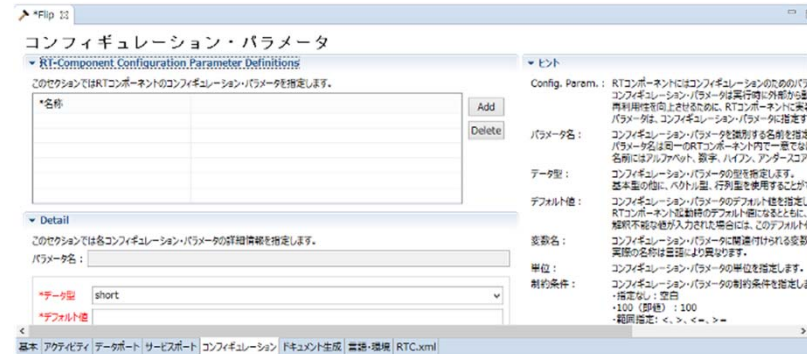 *Flip
コンフィギュレーション・パラメータ
RT-Component Configuration Parameter Definitions
このセクションではRTコンポーネントのコンフィギュレーション・パラメータを指定します。
*名称
Add
Delete
Detail
このセクションでは各コンフィギュレーション・パラメータの詳細情報を指定します。
パラメータ名：
*データ型
short
*デフォルト値
ヒント
Config. Param.：
RTコンポーネントにはコンフィギュレーションのためのパラ
コンフィギュレーション・パラメータは実行時に外部から
再利用性を向上させるために、RTコンポーネントに実
パラメータは、コンフィギュレーション・パラメータに指定す
パラメータ名：
コンフィギュレーション・パラメータを識別する名前を指定
パラメータ名は同一のRTコンポーネント内で一意でな
名前にはアルファベット、数字、ハイフン、アンダースコア
データ型：
コンフィギュレーション・パラメータの型を指定します。
基本型の他に、ベクトル型、行列型を使用することが
デフォルト値：
コンフィギュレーション・パラメータのデフォルト値を指定し
RTコンポーネント起動時のデフォルト値になるとともに、
解釈不能な値が入力された場合には、このデフォルト
変数名：
コンフィギュレーション・パラメータに関連付けられる変数
実際の名称は言語により異なります。
単位：
コンフィギュレーション・パラメータの単位を指定します。
制約条件：
コンフィギュレーション・パラメータの制約条件を指定しま
・指定なし：空白
・100（即値）：100
・範囲指定：<、>、<=、>=
基本
アクティビティ
データポート
サービスポート
コンフィギュレーション
ドキュメント生成
言語・環境
RTC.xml